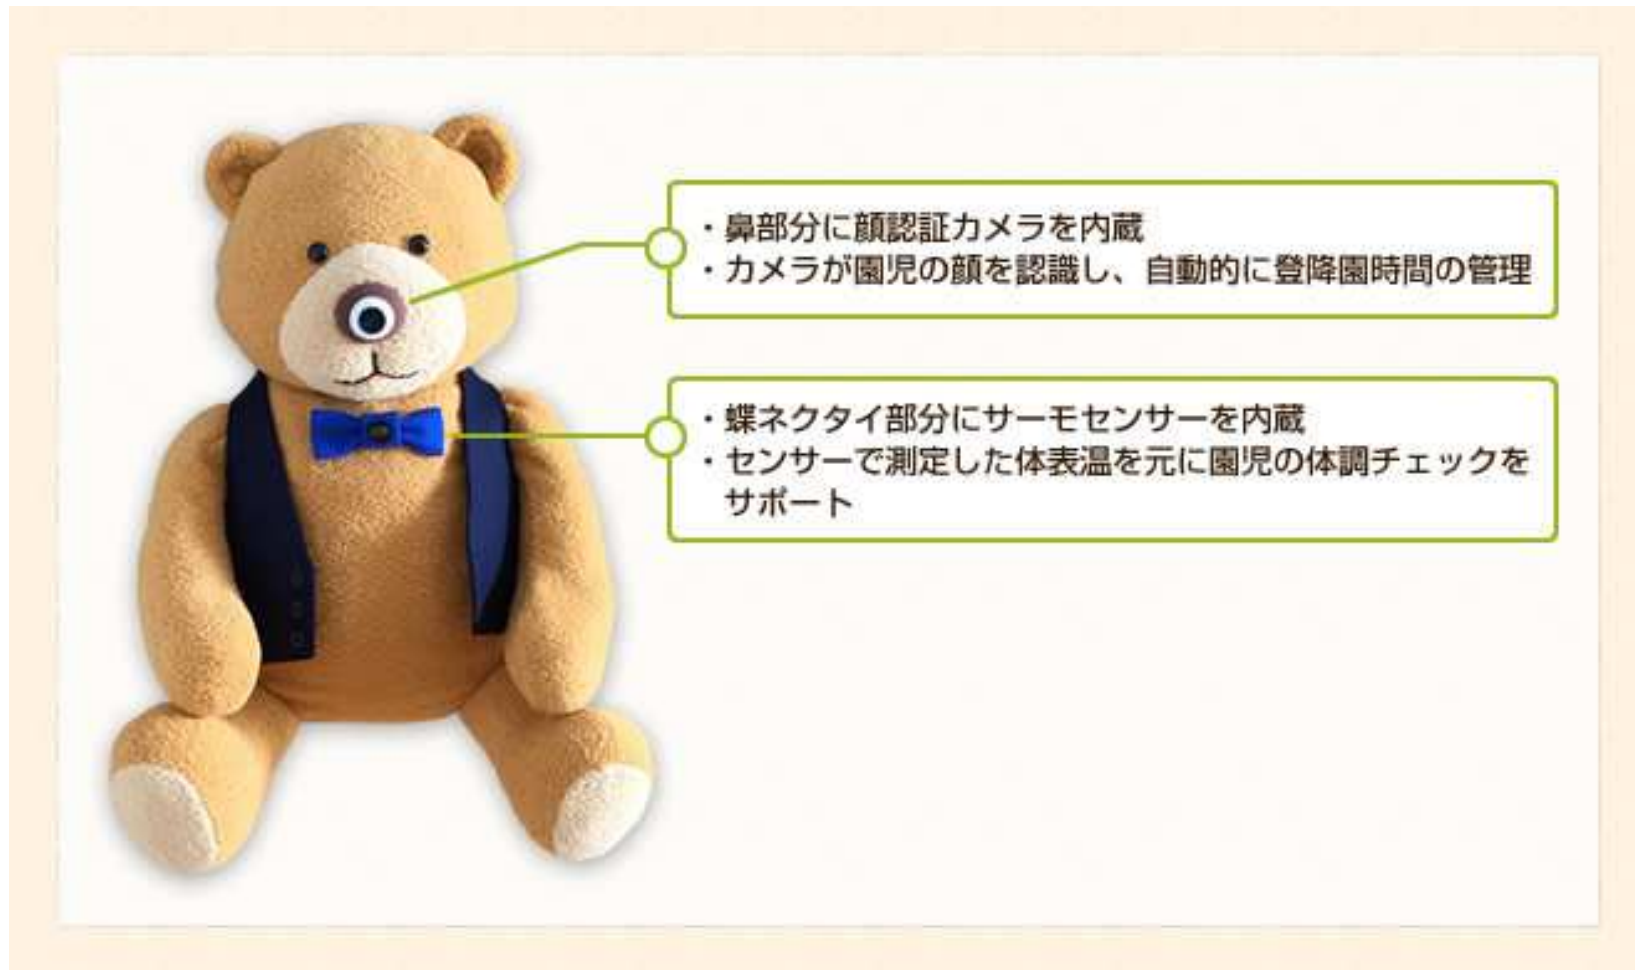 ・鼻部分に顔認証カメラを内蔵
・カメラが園児の顔を認識し、自動的に登降園時間の管理
・蝶ネクタイ部分にサーモセンサーを内蔵
・センサーで測定した体表温を元に園児の体調チェックを
サポート